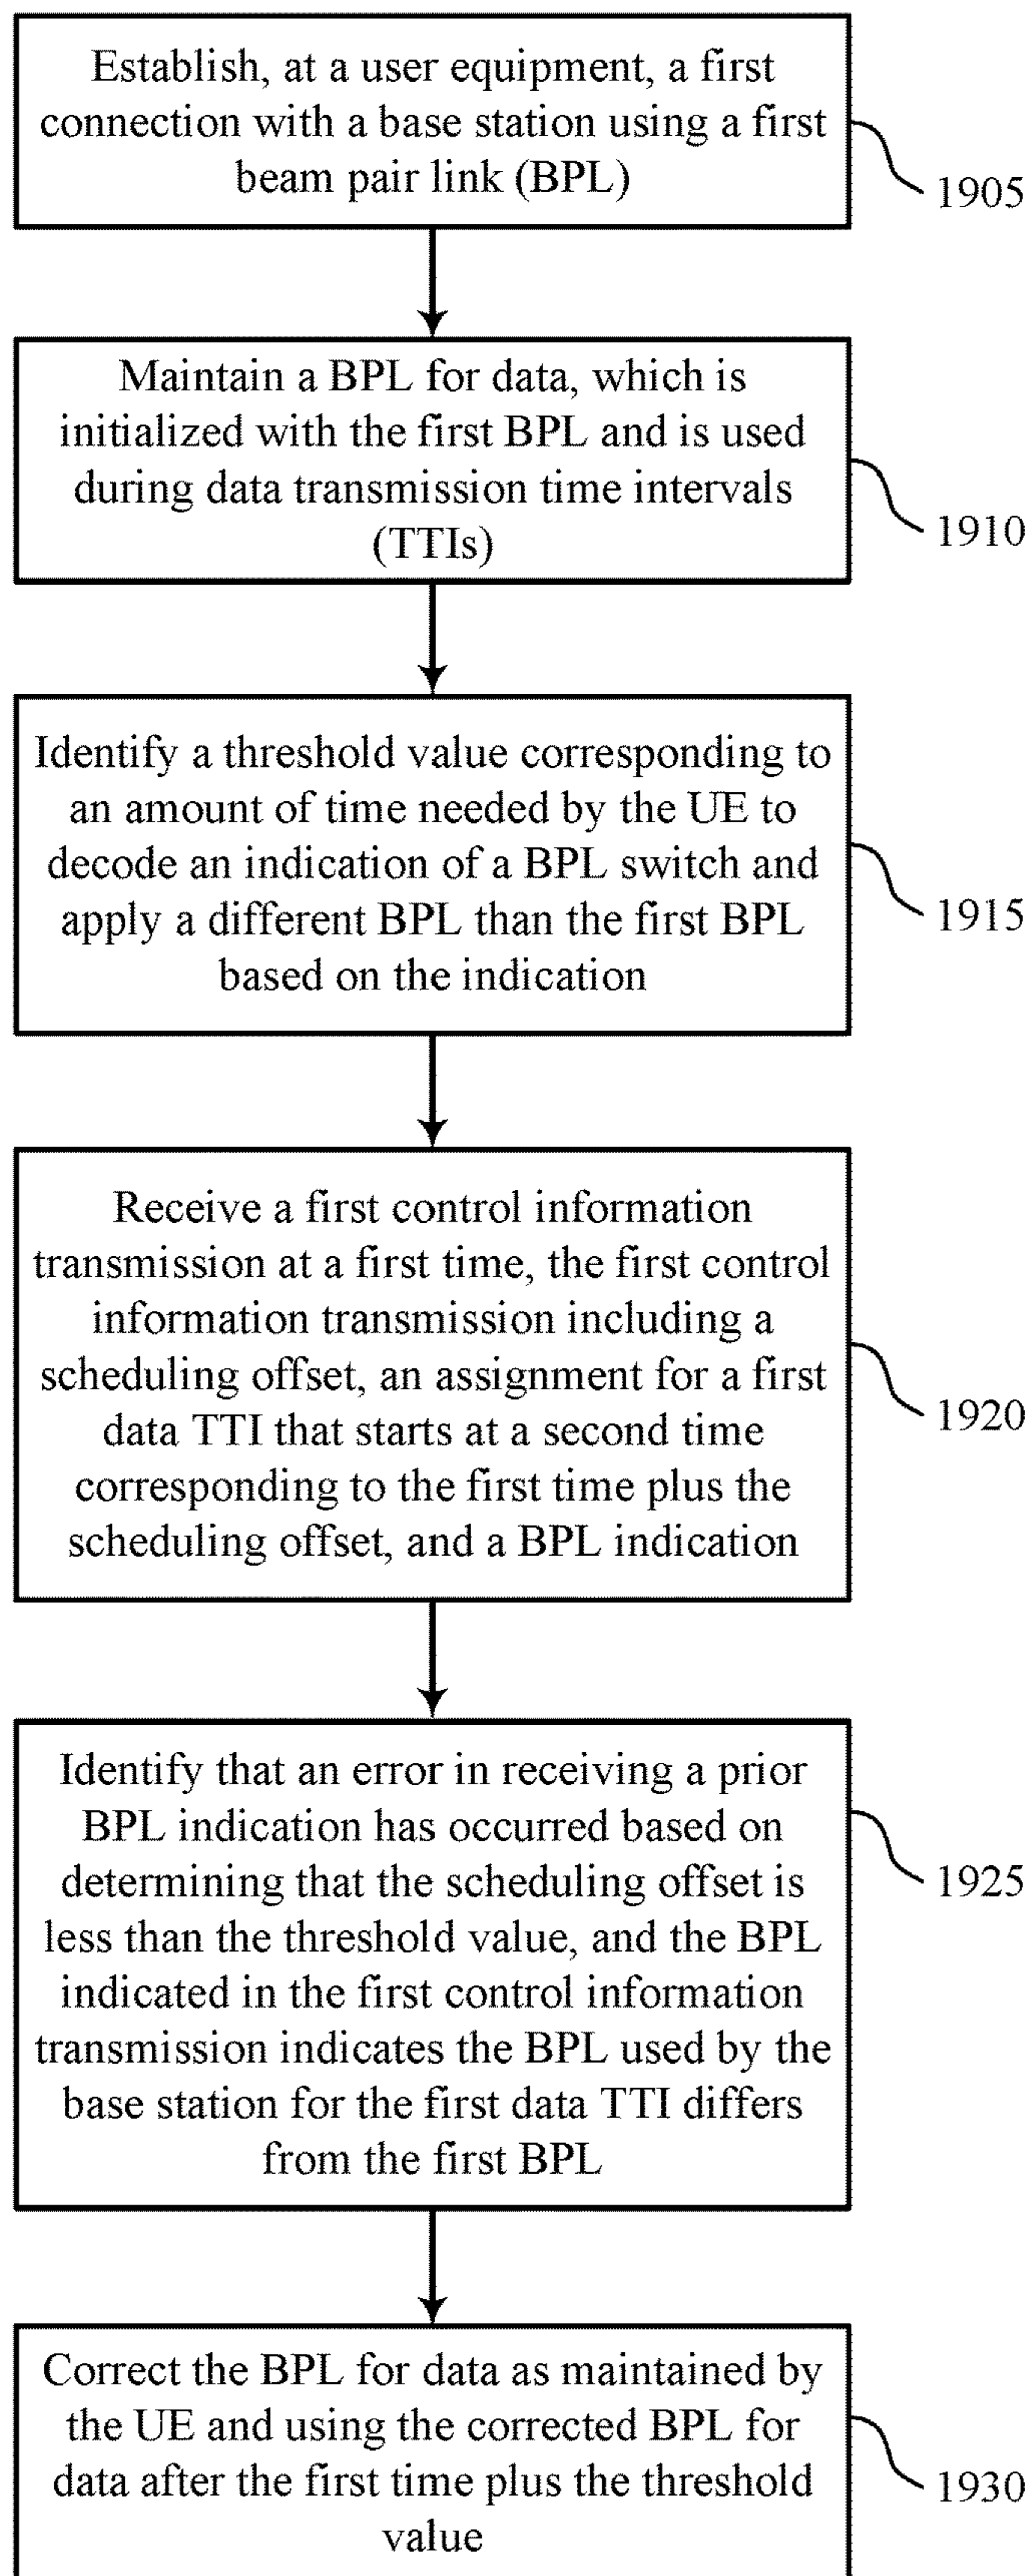 Establish, at a user equipment, a first
connection with a base station using a first
beam pair link (BPL)
1905
Maintain a BPL for data, which is
initialized with the first BPL and is used
during data transmission time intervals
(TTIs)
1910
Identify a threshold value corresponding to
an amount of time needed by the UE to
decode an indication of a BPL switch and
apply a different BPL than the first BPL
based on the indication
1915
Receive a first control information
transmission at a first time, the first control
information transmission including a
scheduling offset, an assignment for a first
data TTI that starts at a second time
corresponding to the first time plus the
scheduling offset, and a BPL indication
1920
Identify that an error in receiving a prior
BPL indication has occurred based on
determining that the scheduling offset is
less than the threshold value, and the BPL
indicated in the first control information
transmission indicates the BPL used by the
base station for the first data TTI differs
from the first BPL
1925
Correct the BPL for data as maintained by
the UE and using the corrected BPL for
data after the first time plus the threshold
value
1930